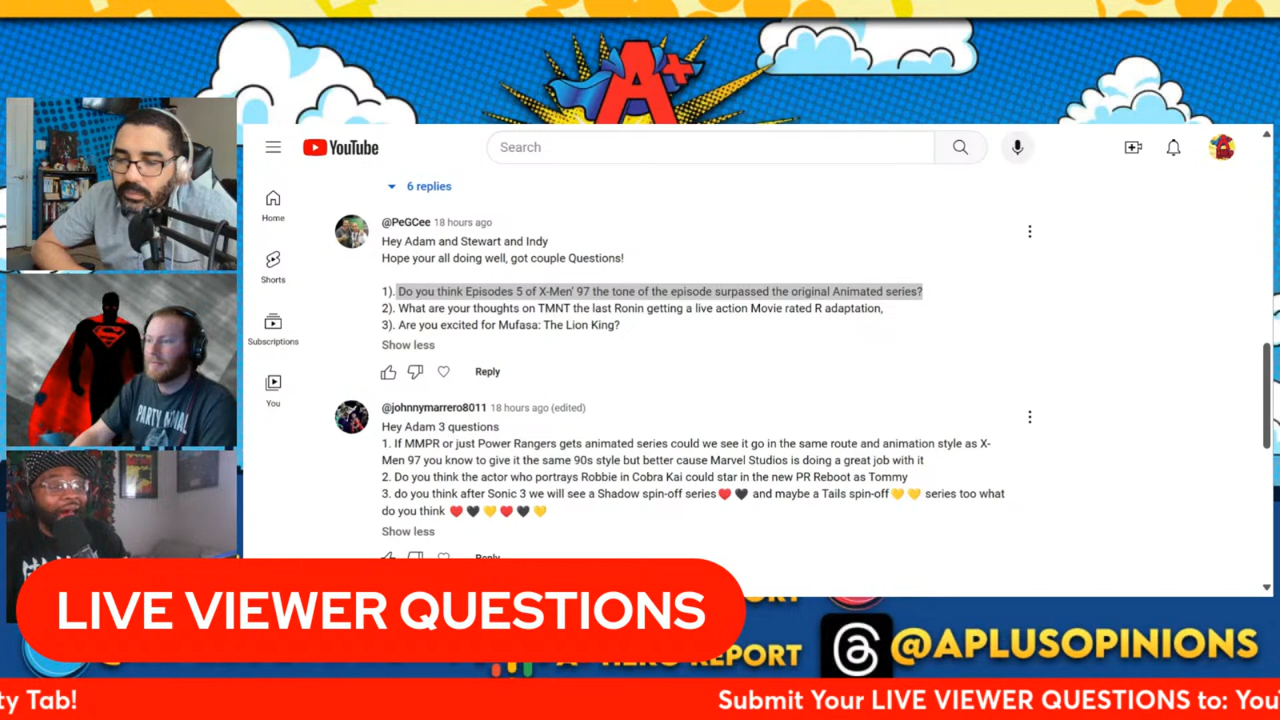 A+
YouTube
Search
Home
Shorts
Subscriptions
You
6 replies
@PeGCee 18 hours ago
Hey Adam and Stewart and Indy
Hope your all doing well, got couple Questions!
1). Do you think Episodes 5 of X-Men' 97 the tone of the episode surpassed the original Animated series?
2). What are your thoughts on TMNT the last Ronin getting a live action Movie rated R adaptation,
3). Are you excited for Mufasa: The Lion King?
Show less
Reply
@johnnymarrero8011 18 hours ago (edited)
Hey Adam 3 questions
1. If MMPR or just Power Rangers gets animated series could we see it go in the same route and animation style as X-
Men 97 you know to give it the same 90s style but better cause Marvel Studios is doing a great job with it
2. Do you think the actor who portrays Robbie in Cobra Kai could star in the new PR Reboot as Tommy
3. do you think after Sonic 3 we will see a Shadow spin-off series❤️🖤 and maybe a Tails spin-off💛💛 series too what
do you think ❤️🖤💛❤️🖤💛
Show less
Reply
PARTY
LIVE VIEWER QUESTIONS
REPORT
@APLUSOPINIONS
ty Tab!
Submit Your LIVE VIEWER QUESTIONS to: You